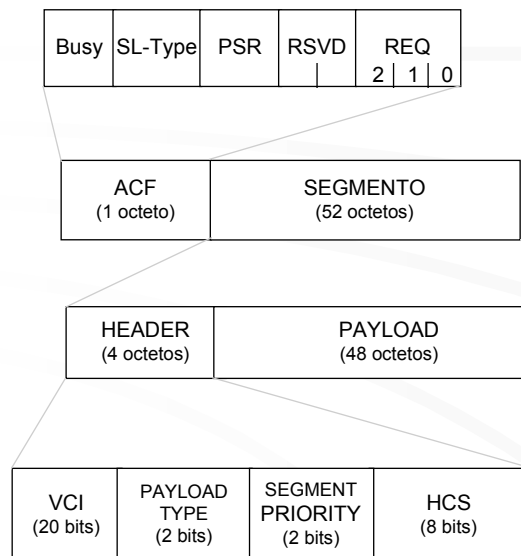 Busy SL-Type PSR RSVD REQ
2 1 0
ACF SEGMENTO
(1 octeto) (52 octetos)
HEADER PAYLOAD
(4 octetos) (48 octetos)
VCI PAYLOAD TYPE SEGMENT PRIORITY HCS
(20 bits) (2 bits) (2 bits) (8 bits)